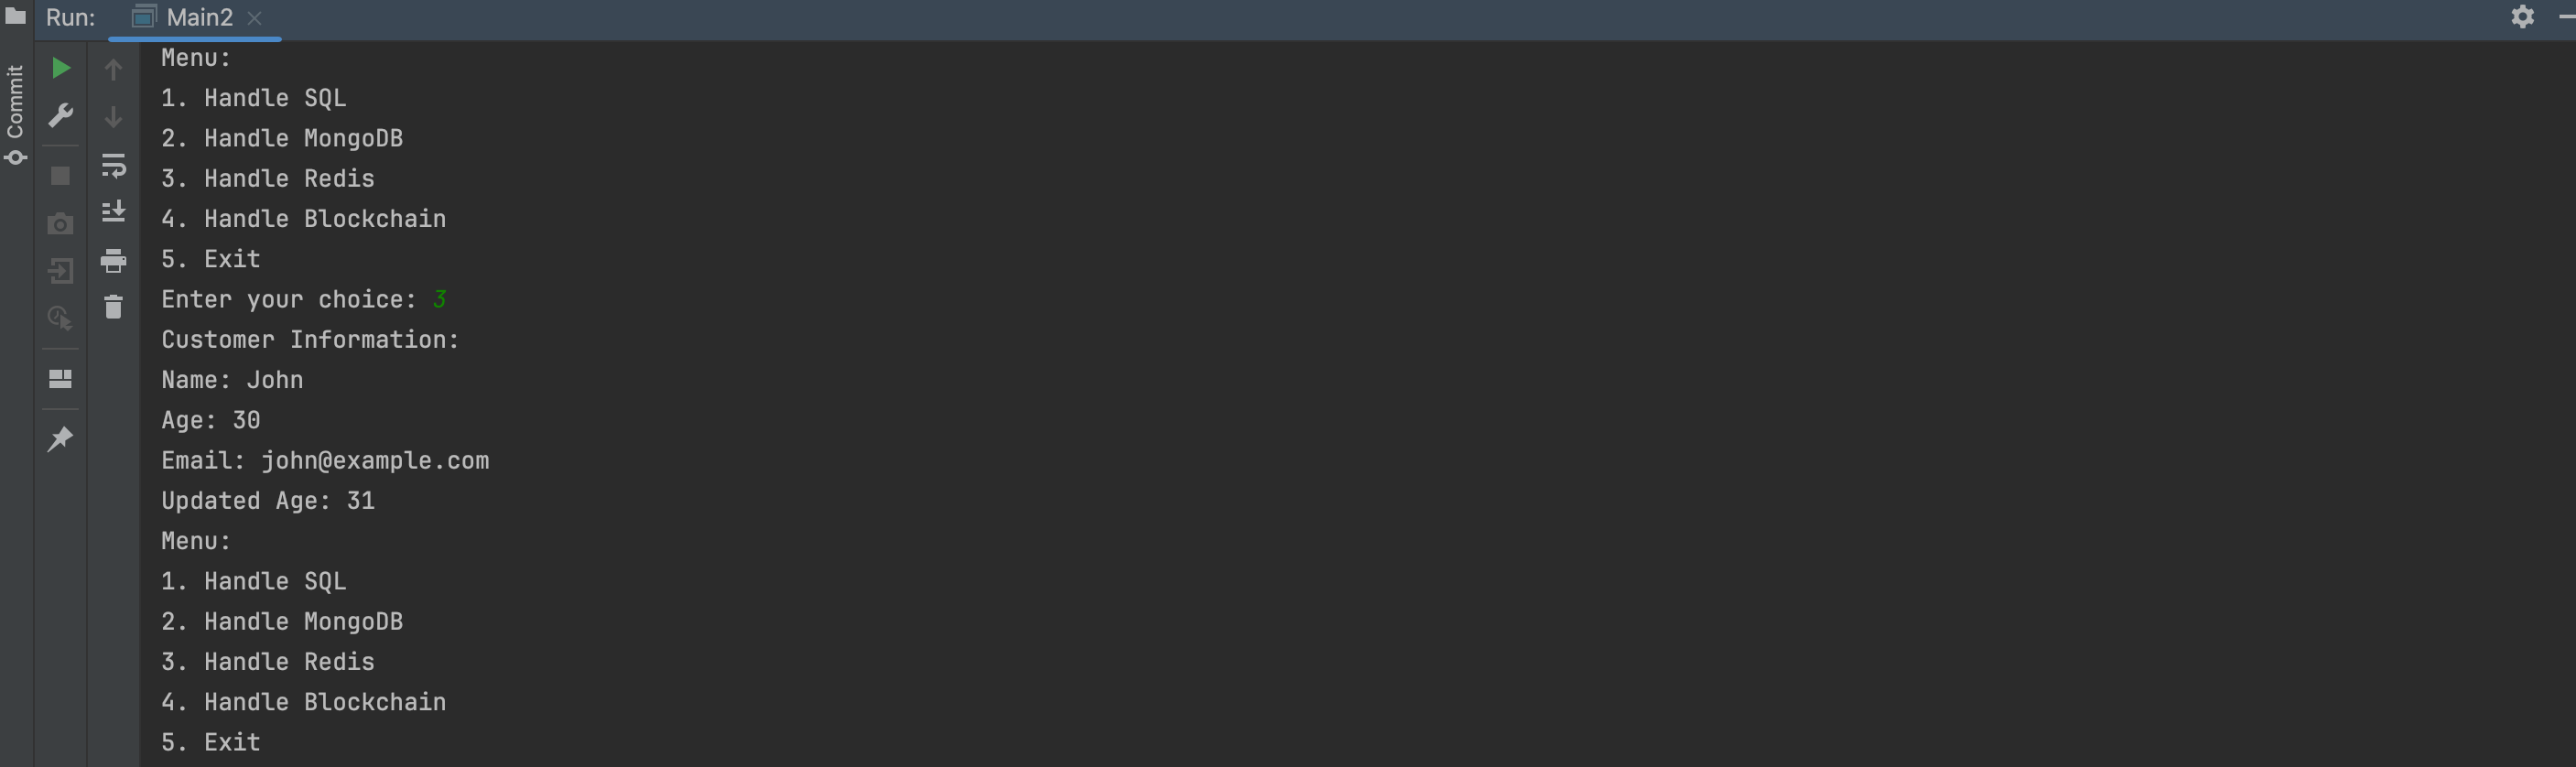 Run: Main2
Commit
Menu:
1. Handle SQL
2. Handle MongoDB
3. Handle Redis
4. Handle Blockchain
5. Exit
Enter your choice: 3
Customer Information:
Name: John
Age: 30
Email: john@example.com
Updated Age: 31
Menu:
1. Handle SQL
2. Handle MongoDB
3. Handle Redis
4. Handle Blockchain
5. Exit